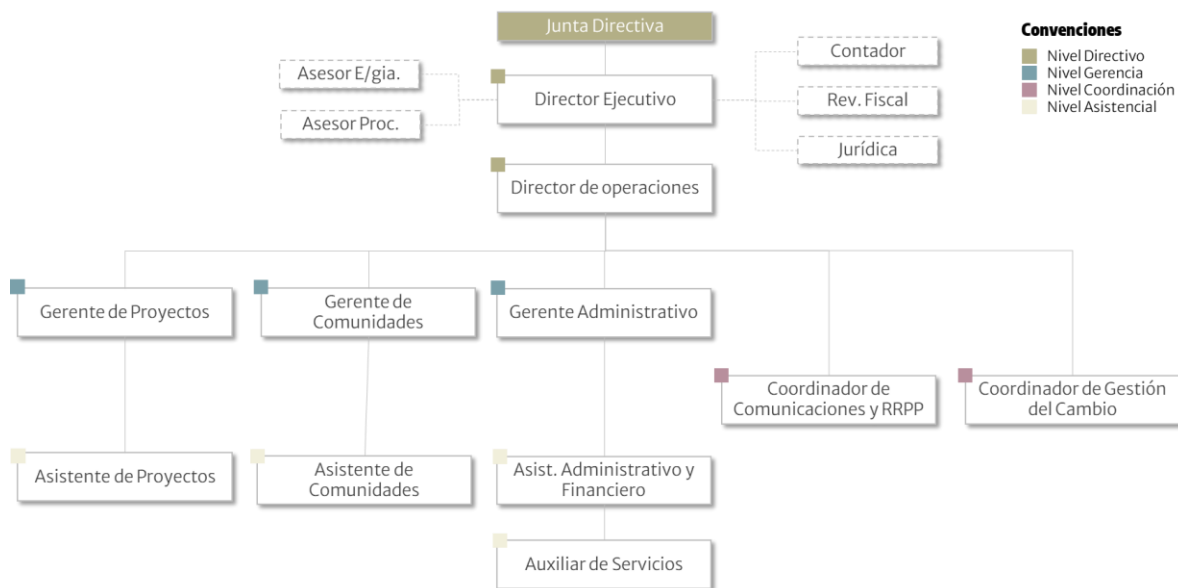 Junta Directiva
Convenciones
Nivel Directivo
Nivel Gerencia
Nivel Coordinación
Nivel Asistencial
Asesor E/gia.
Asesor Proc.
Director Ejecutivo
Contador
Rev. Fiscal
Jurídica
Director de operaciones
Gerente de Proyectos
Gerente de
Comunidades
Gerente Administrativo
Coordinador de
Comunicaciones y RRPP
Coordinador de Gestión
del Cambio
Asistente de Proyectos
Asistente de
Comunidades
Asist. Administrativo y
Financiero
Auxiliar de Servicios